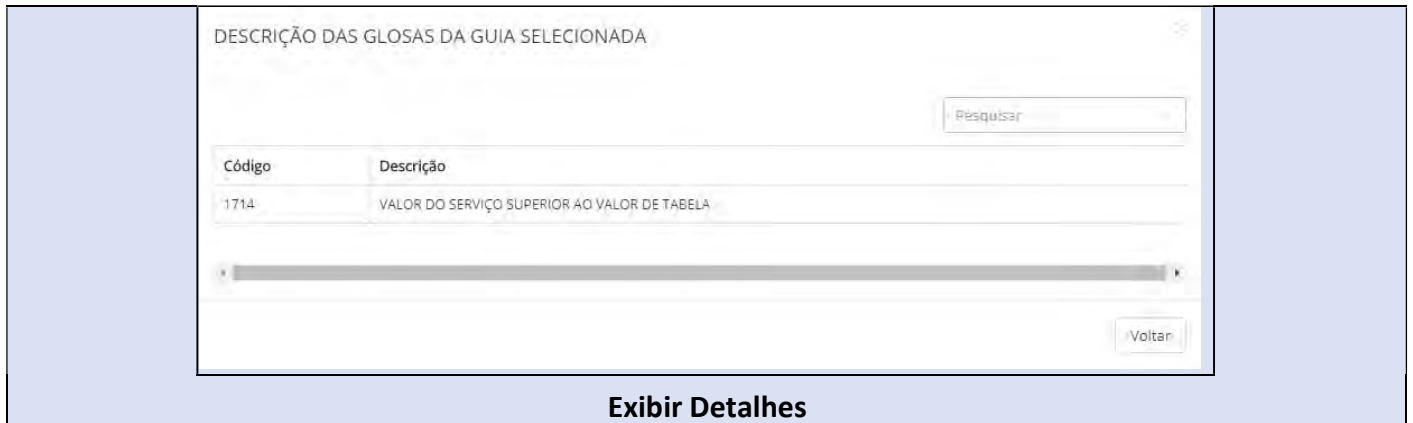 DESCRIÇÃO DAS GLOSAS DA GUIA SELECIONADA
Pesquisar
Código Descrição
1714 VALOR DO SERVIÇO SUPERIOR AO VALOR DE TABELA
Voltar
Exibir Detalhes